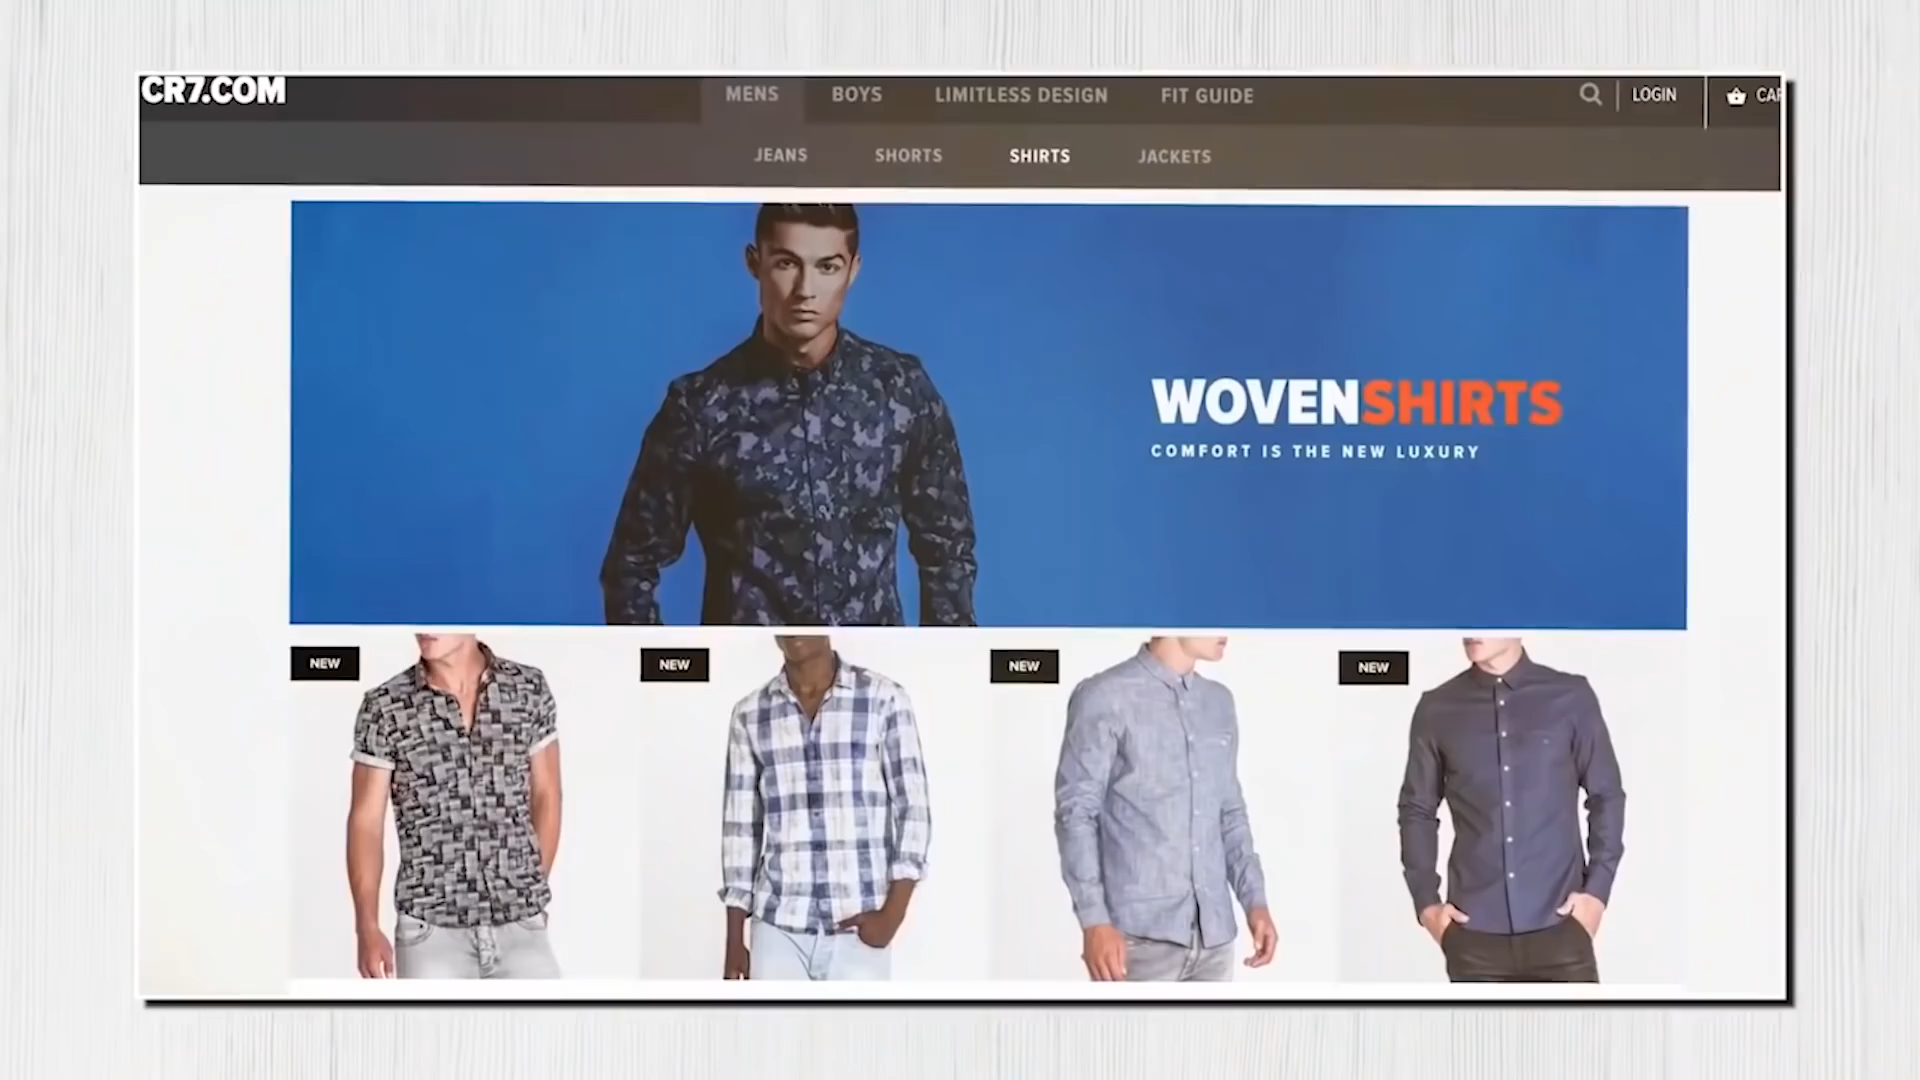 CR7.COM
MENS BOYS LIMITLESS DESIGN FIT GUIDE LOGIN
JEANS SHORTS SHIRTS JACKETS
WOVENSHIRTS
COMFORT IS THE NEW LUXURY
NEW NEW NEW NEW